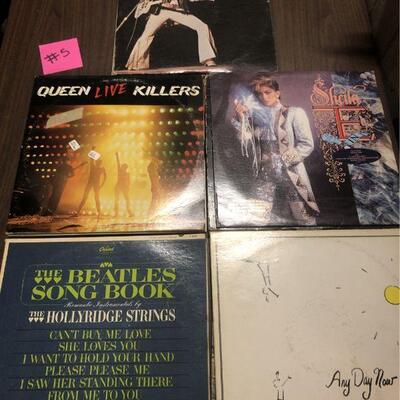 #5
QUEEN LIVE KILLERS
Sheila
E
Capitol
THE BEATLES
SONG BOOK
Romantic Instrumentals by
THE HOLLYRIDGE STRINGS
CAN'T BUY ME LOVE
SHE LOVES YOU
I WANT TO HOLD YOUR HAND
PLEASE PLEASE ME
I SAW HER STANDING THERE
FROM ME TO YOU
Any Day Now